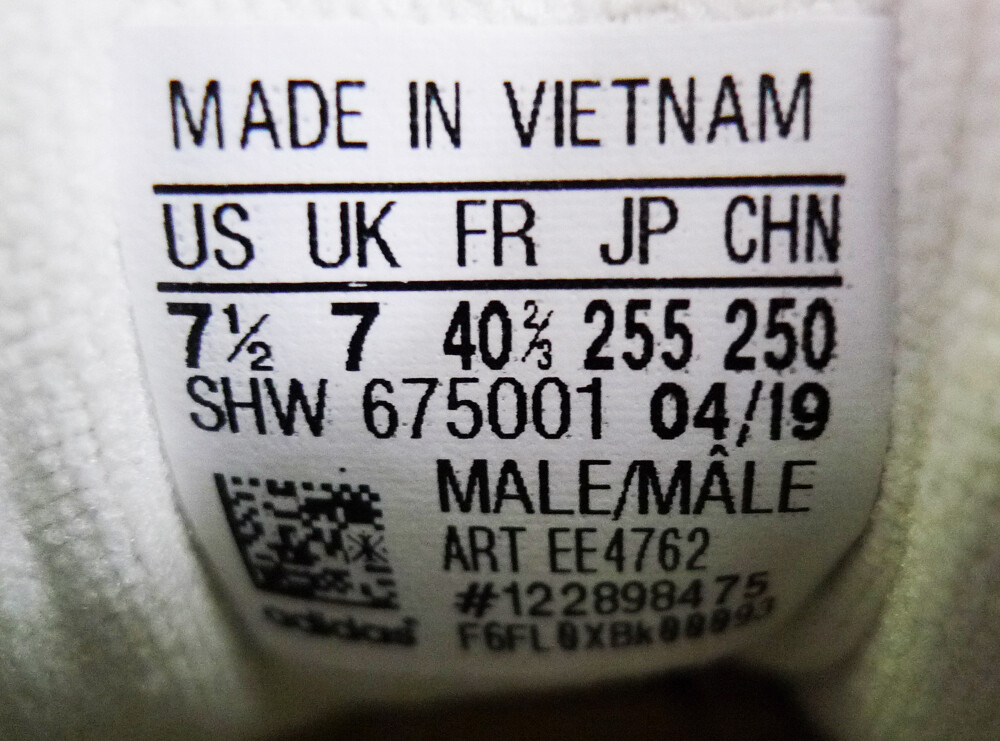 MADE IN VIETNAM
US UK FR JP CHN
7½ 7 40⅔ 255 250
SHW 675001 04/19
MALE/MÂLE
ART EE4762
#122898475
adidas
F6FL0XBk000093